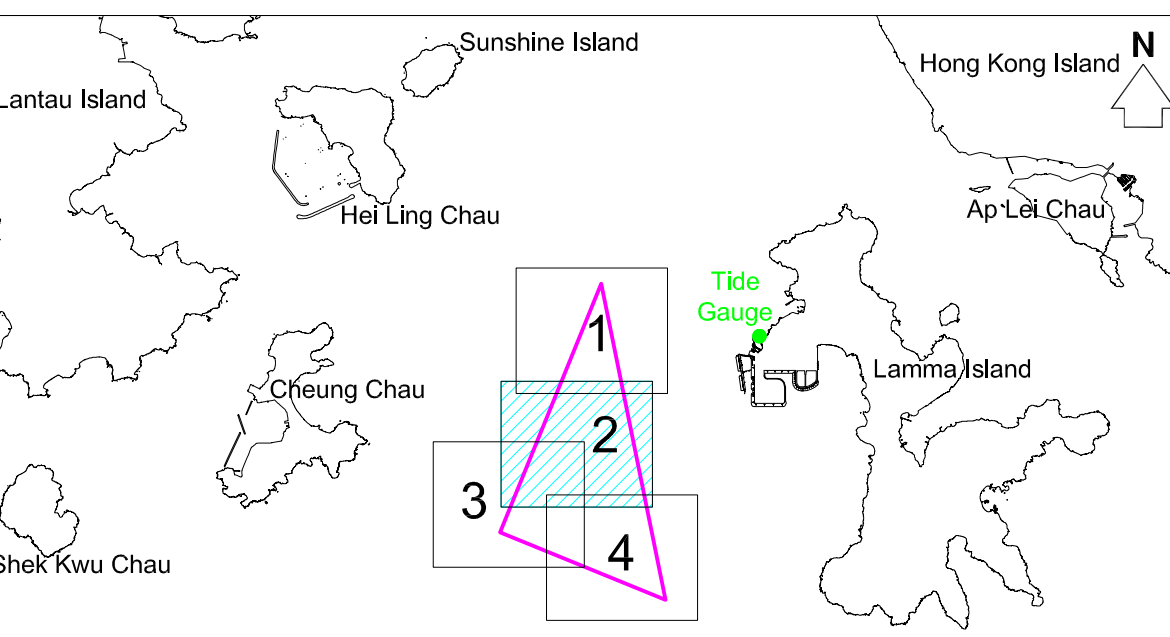 Sunshine Island
N
Hong Kong Island
Lantau Island
Hei Ling Chau
Ap Lei Chau
Tide
Gauge
1
Lamma Island
Cheung Chau
2
3
4
Shek Kwu Chau